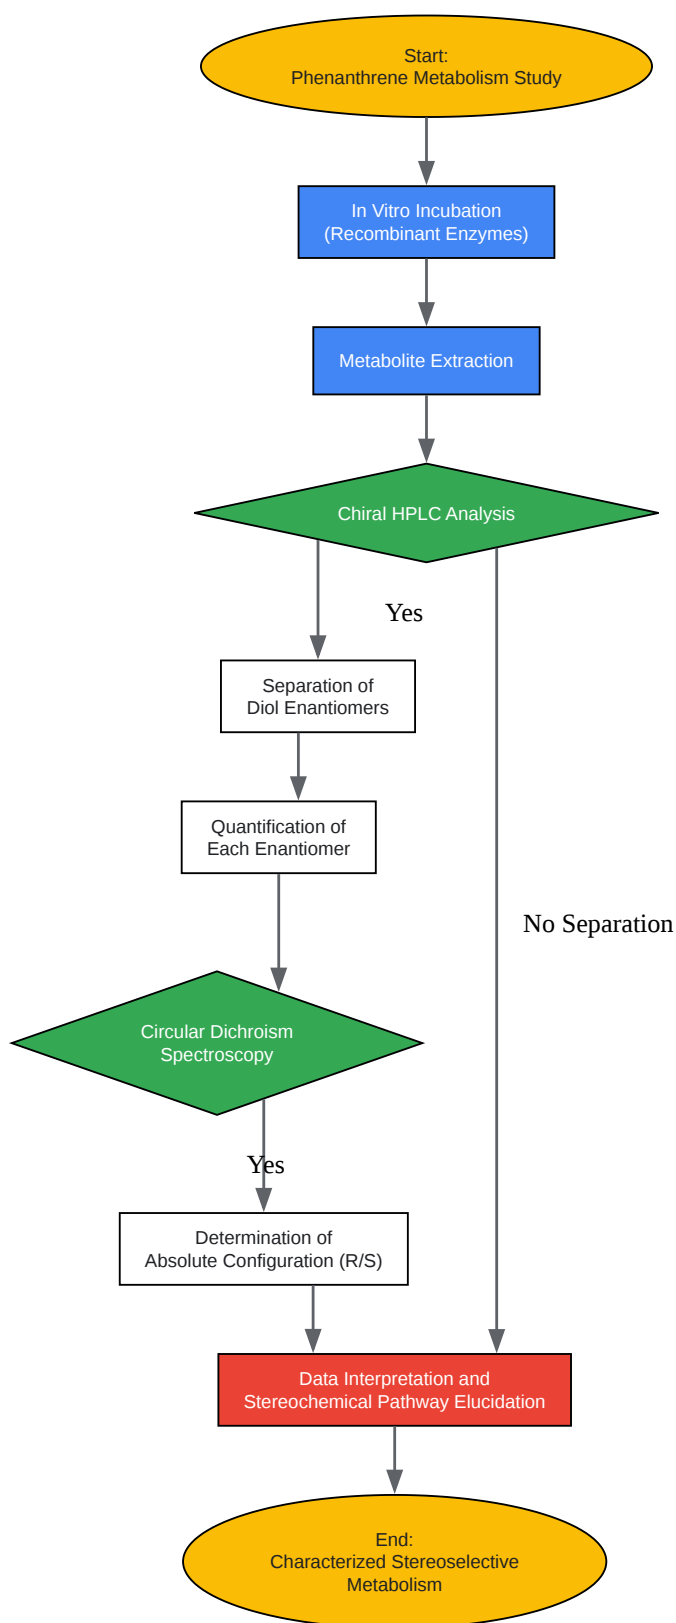 Start:
Phenanthrene Metabolism Study
In Vitro Incubation
(Recombinant Enzymes)
Metabolite Extraction
Chiral HPLC Analysis
Yes
Separation of
Diol Enantiomers
Quantification of
Each Enantiomer
No Separation
Circular Dichroism
Spectroscopy
Yes
Determination of
Absolute Configuration (R/S)
Data Interpretation and
Stereochemical Pathway Elucidation
End:
Characterized Stereoselective
Metabolism